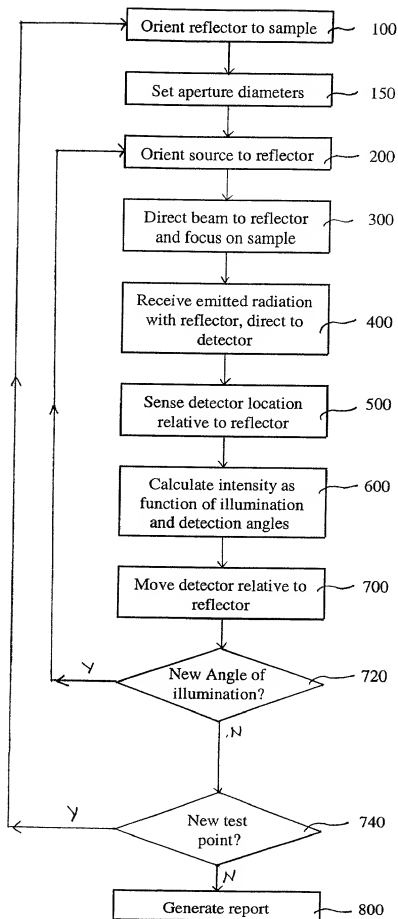 Orient reflector to sample
100
Set aperture diameters
150
Orient source to reflector
200
Direct beam to reflector
and focus on sample
300
Receive emitted radiation
with reflector, direct to
detector
400
Sense detector location
relative to reflector
500
Calculate intensity as
function of illumination
and detection angles
600
Move detector relative to
reflector
700
New Angle of
illumination?
720
Y
N
New test
point?
740
Y
N
Generate report
800